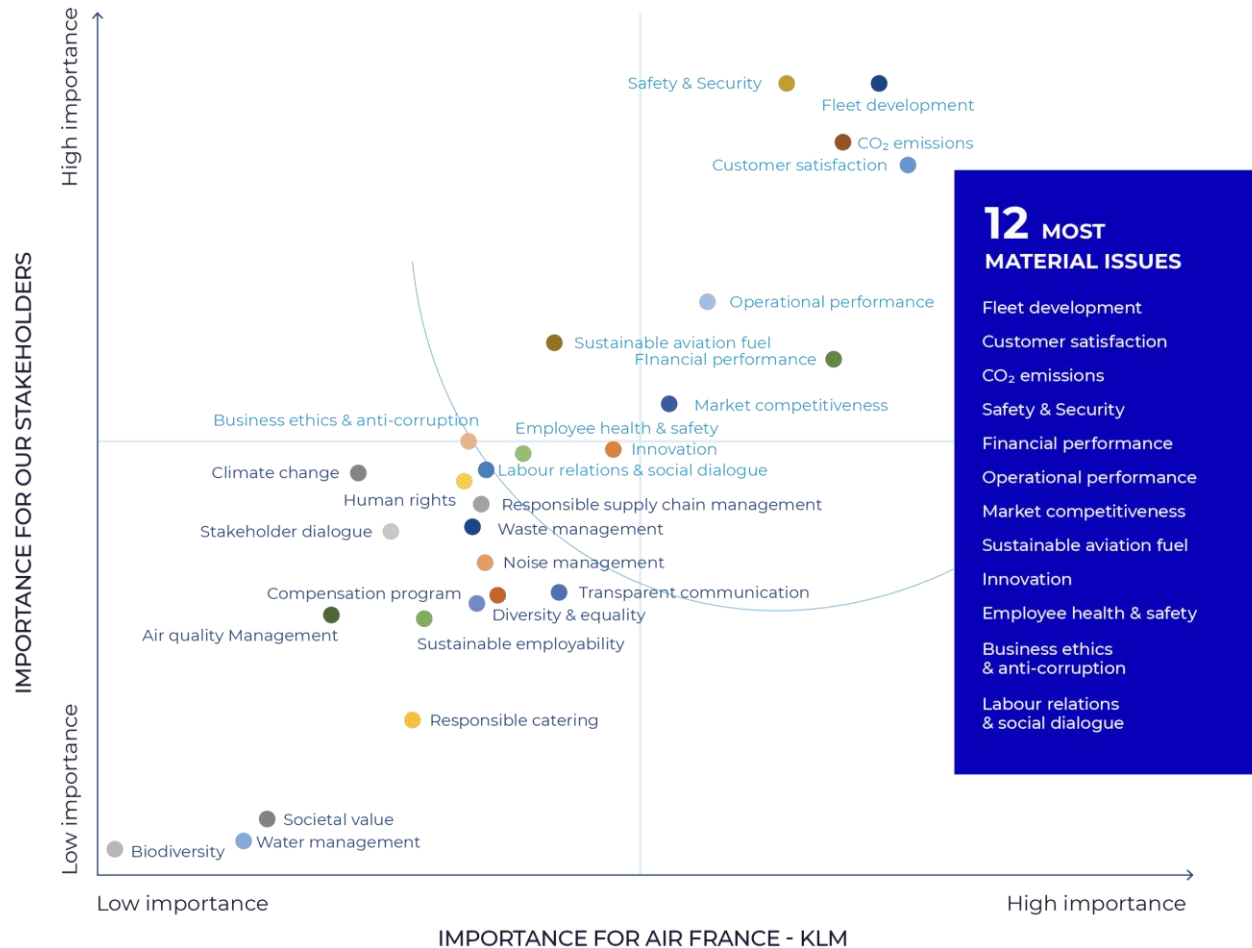 High importance
Safety & Security
Fleet development
CO₂ emissions
Customer satisfaction
12 MOST
MATERIAL ISSUES
Fleet development
Customer satisfaction
CO₂ emissions
Safety & Security
Financial performance
Operational performance
Market competitiveness
Sustainable aviation fuel
Innovation
Employee health & safety
Business ethics
& anti-corruption
Labour relations
& social dialogue
IMPORTANCE FOR OUR STAKEHOLDERS
Operational performance
Sustainable aviation fuel
FInancial performance
Market competitiveness
Business ethics & anti-corruption
Employee health & safety
Innovation
Climate change
Labour relations & social dialogue
Human rights
Responsible supply chain management
Stakeholder dialogue
Waste management
Noise management
Compensation program
Transparent communication
Diversity & equality
Air quality Management
Sustainable employability
Responsible catering
Low importance
Societal value
Water management
Biodiversity
Low importance
High importance
IMPORTANCE FOR AIR FRANCE - KLM